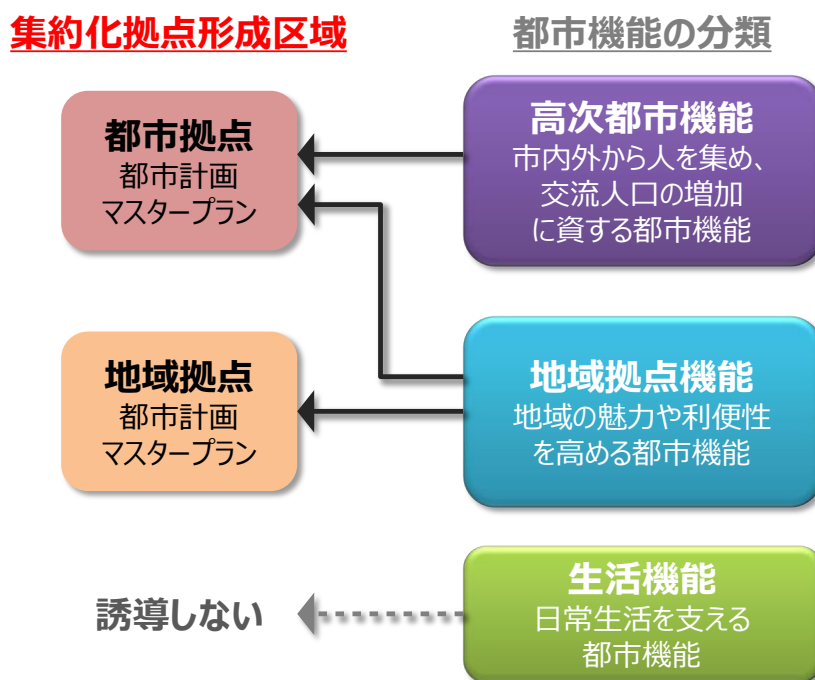 集約化拠点形成区域
都市機能の分類
都市拠点
都市計画
マスタープラン
高次都市機能
市内外から人を集め、
交流人口の増加
に資する都市機能
地域拠点
都市計画
マスタープラン
地域拠点機能
地域の魅力や利便性
を高める都市機能
誘導しない
生活機能
日常生活を支える
都市機能